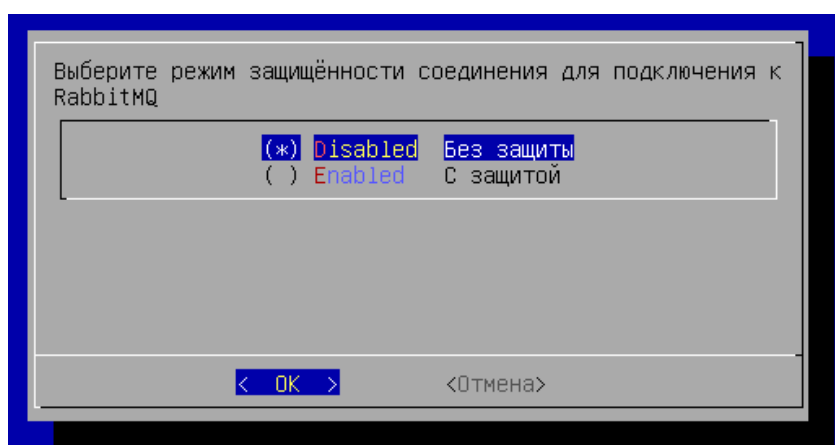 Выберите режим защищённости соединения для подключения к
RabbitMQ
(*) Disabled Без защиты
( ) Enabled С защитой
< OK > <Отмена>